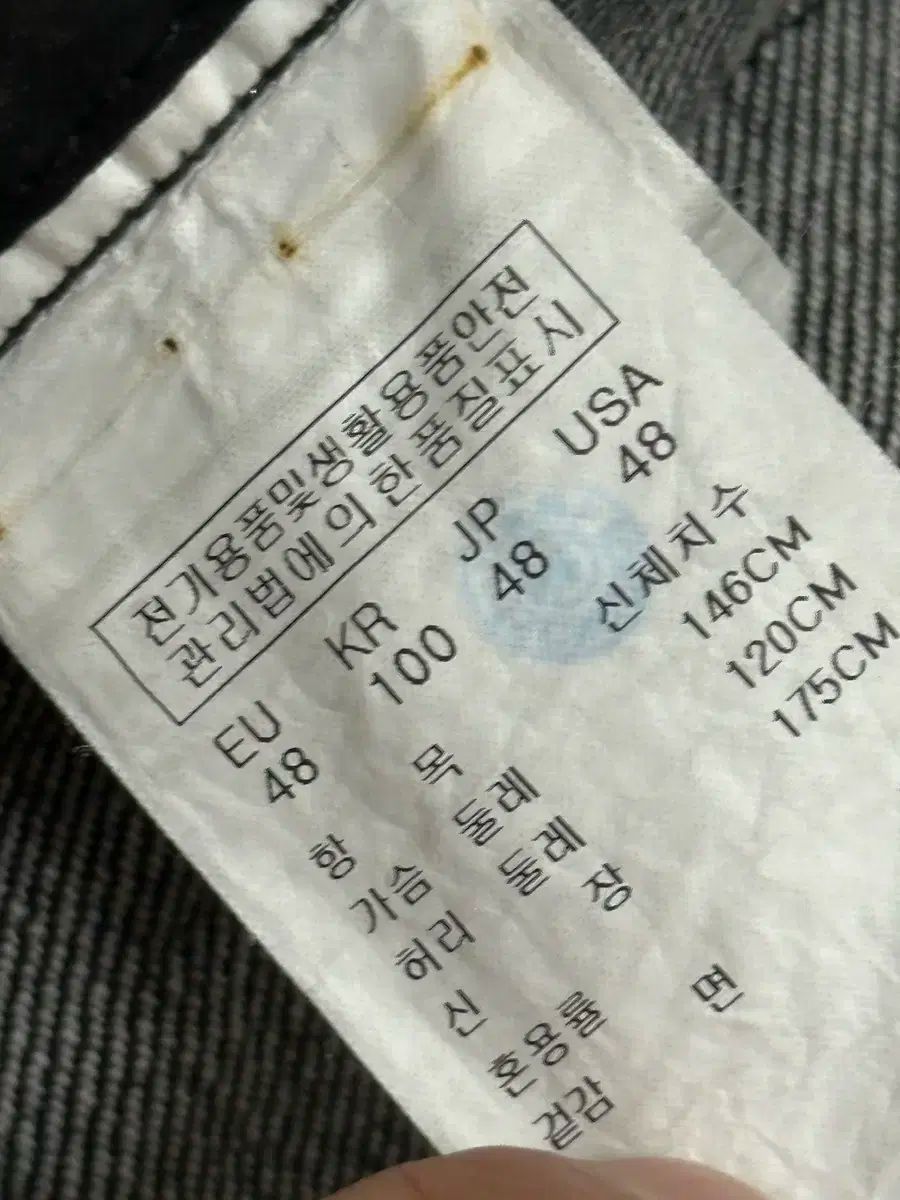 전기용품및생활용품안전
관리법에의한품질표시
EU KR JP USA
48 100 48 48
항 목 신체치수
가슴 둘레 146CM
허리 둘레 120CM
신 장 175CM
혼용률
겉감 면